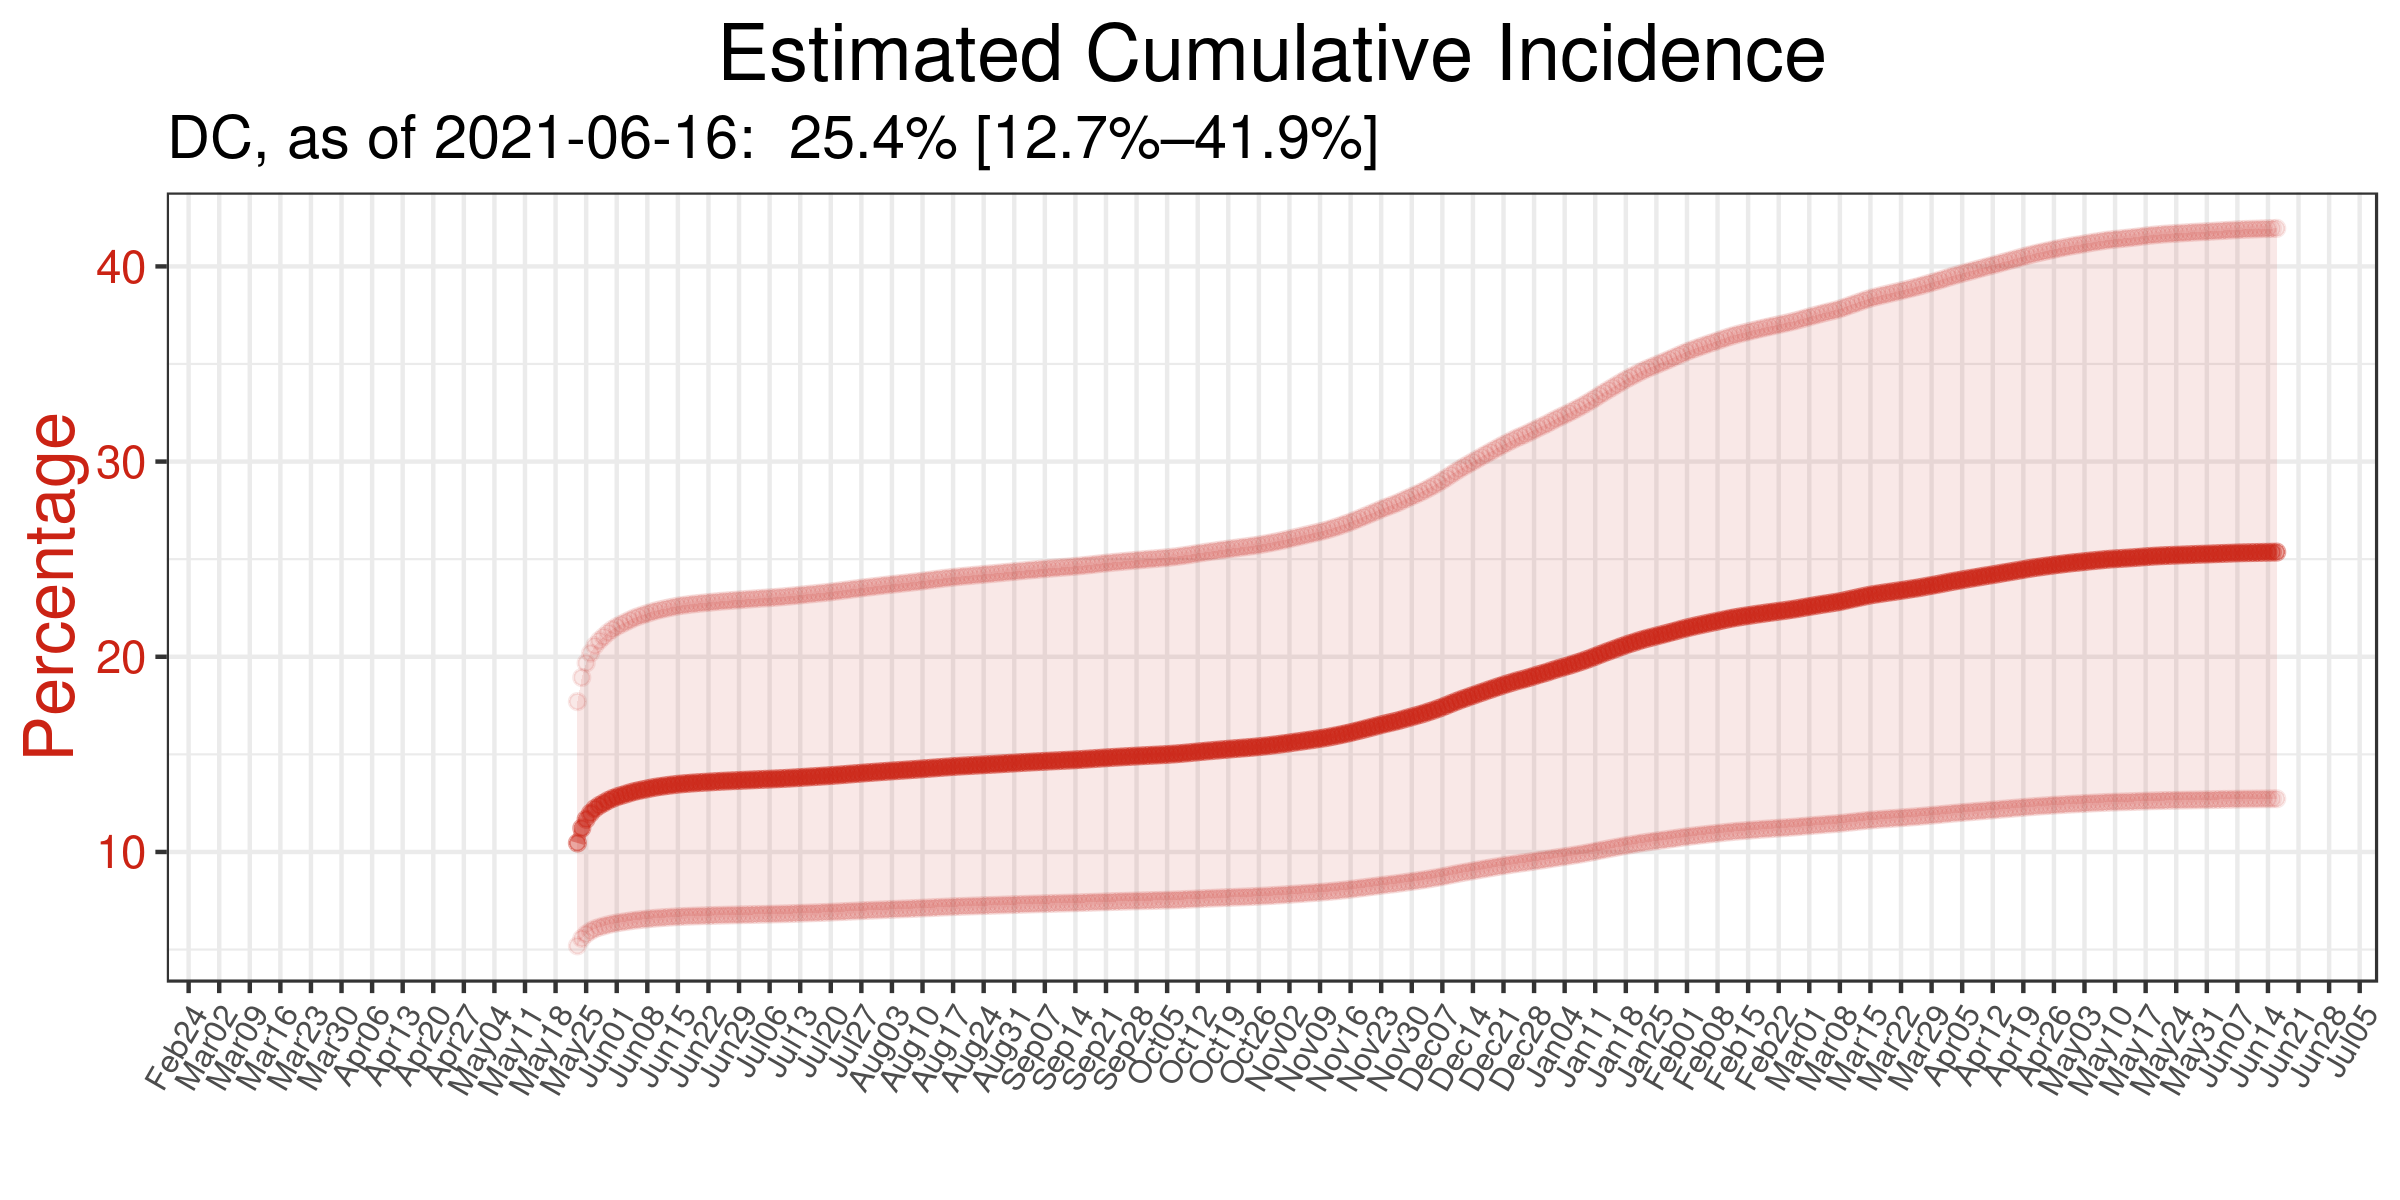 Estimated Cumulative Incidence
DC, as of 2021-06-16:  25.4% [12.7%–41.9%]
Percentage
40
30
20
10
Feb24
Mar02
Mar09
Mar16
Mar23
Mar30
Apr06
Apr13
Apr20
Apr27
May04
May11
May18
May25
Jun01
Jun08
Jun15
Jun22
Jun29
Jul06
Jul13
Jul20
Jul27
Aug03
Aug10
Aug17
Aug24
Aug31
Sep07
Sep14
Sep21
Sep28
Oct05
Oct12
Oct19
Oct26
Nov02
Nov09
Nov16
Nov23
Nov30
Dec07
Dec14
Dec21
Dec28
Jan04
Jan11
Jan18
Jan25
Feb01
Feb08
Feb15
Feb22
Mar01
Mar08
Mar15
Mar22
Mar29
Apr05
Apr12
Apr19
Apr26
May03
May10
May17
May24
May31
Jun07
Jun14
Jun21
Jun28
Jul05